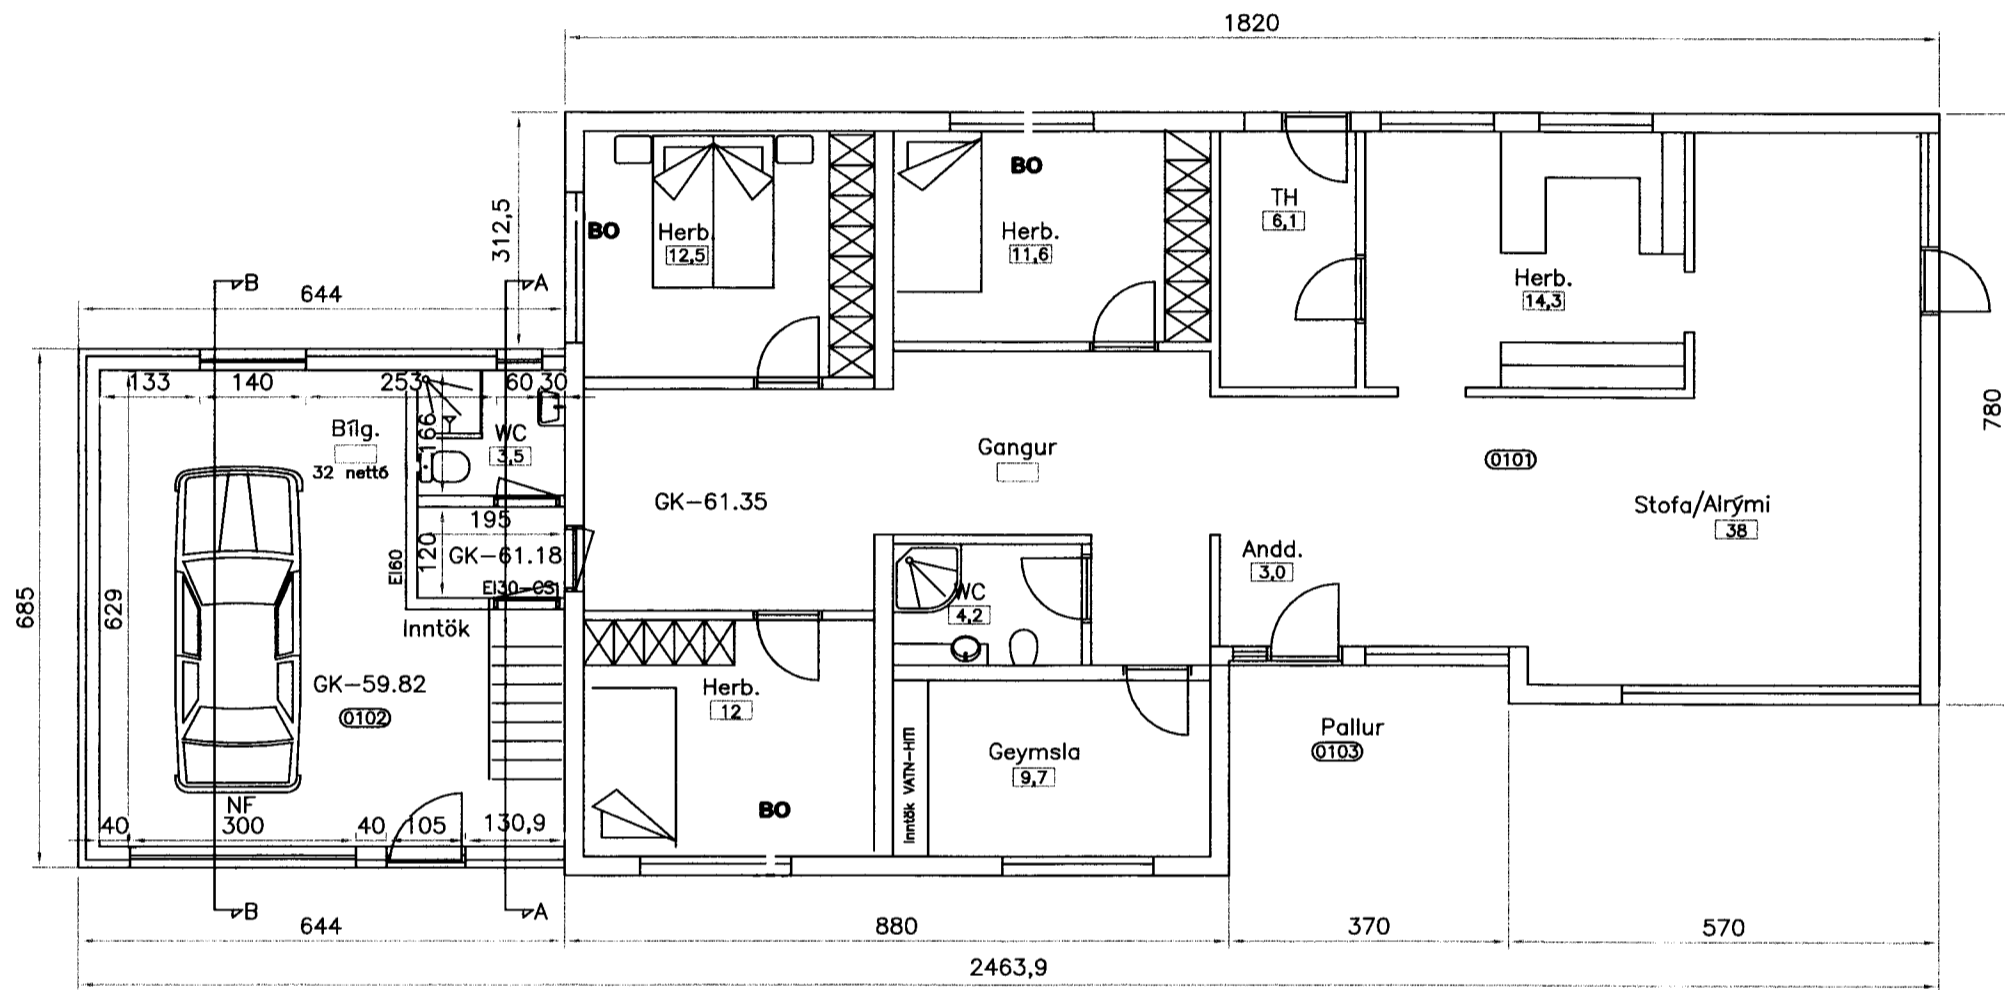 1820
312,5
BO
Herb.
12,5
BO
Herb.
11,6
TH
6,1
Herb.
14,3
B
A
644
133
140
253
60
30
166
Bílg.
32 nettó
WC
3,5
Gangur
0101
780
GK-61.35
Stofa/Alrými
38
195
120
GK-61.18
EI60
EI30-CS
Andd.
3,0
WC
4,2
685
629
Inntök
GK-59.82
0102
Herb.
12
Inntök VATN-HITI
Geymsla
9,7
Pallur
0103
NF
BO
40
300
40
105
130,9
B
A
644
880
370
570
2463,9